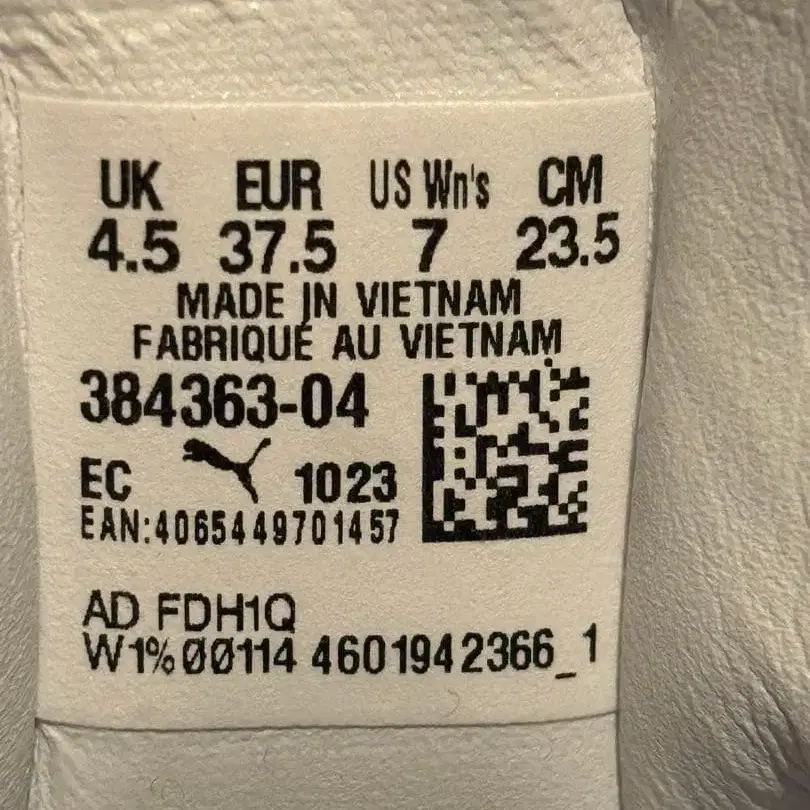 UK EUR US Wn's CM
4.5 37.5 7 23.5
MADE IN VIETNAM
FABRIQUÉ AU VIETNAM
384363-04
EC 1023
EAN:4065449701457
AD FDH1Q
W1%00114 4601942366_1